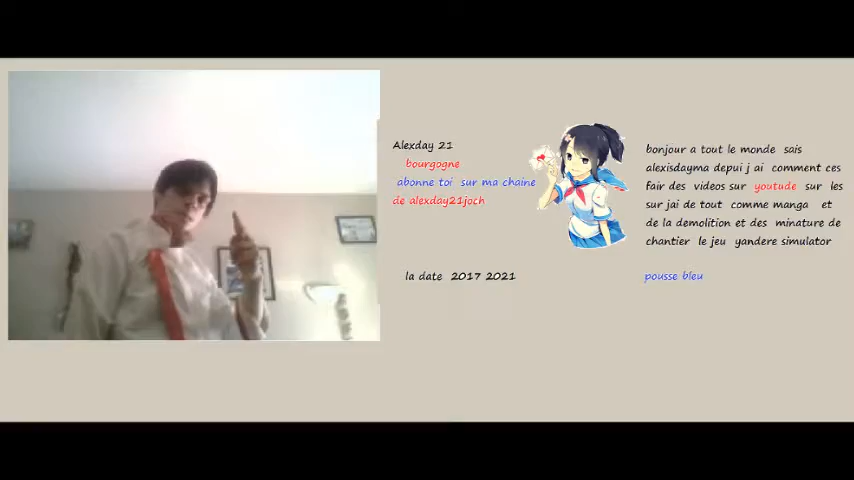 Alexday 21
bourgogne
abonne toi sur ma chaine
de alexday21joch
la date 2017 2021
bonjour a tout le monde sais
alexisdayma depui j ai comment ces
fair des videos sur youtude sur les
sur jai de tout comme manga et
de la demolition et des minature de
chantier le jeu yandere simulator
pousse bleu